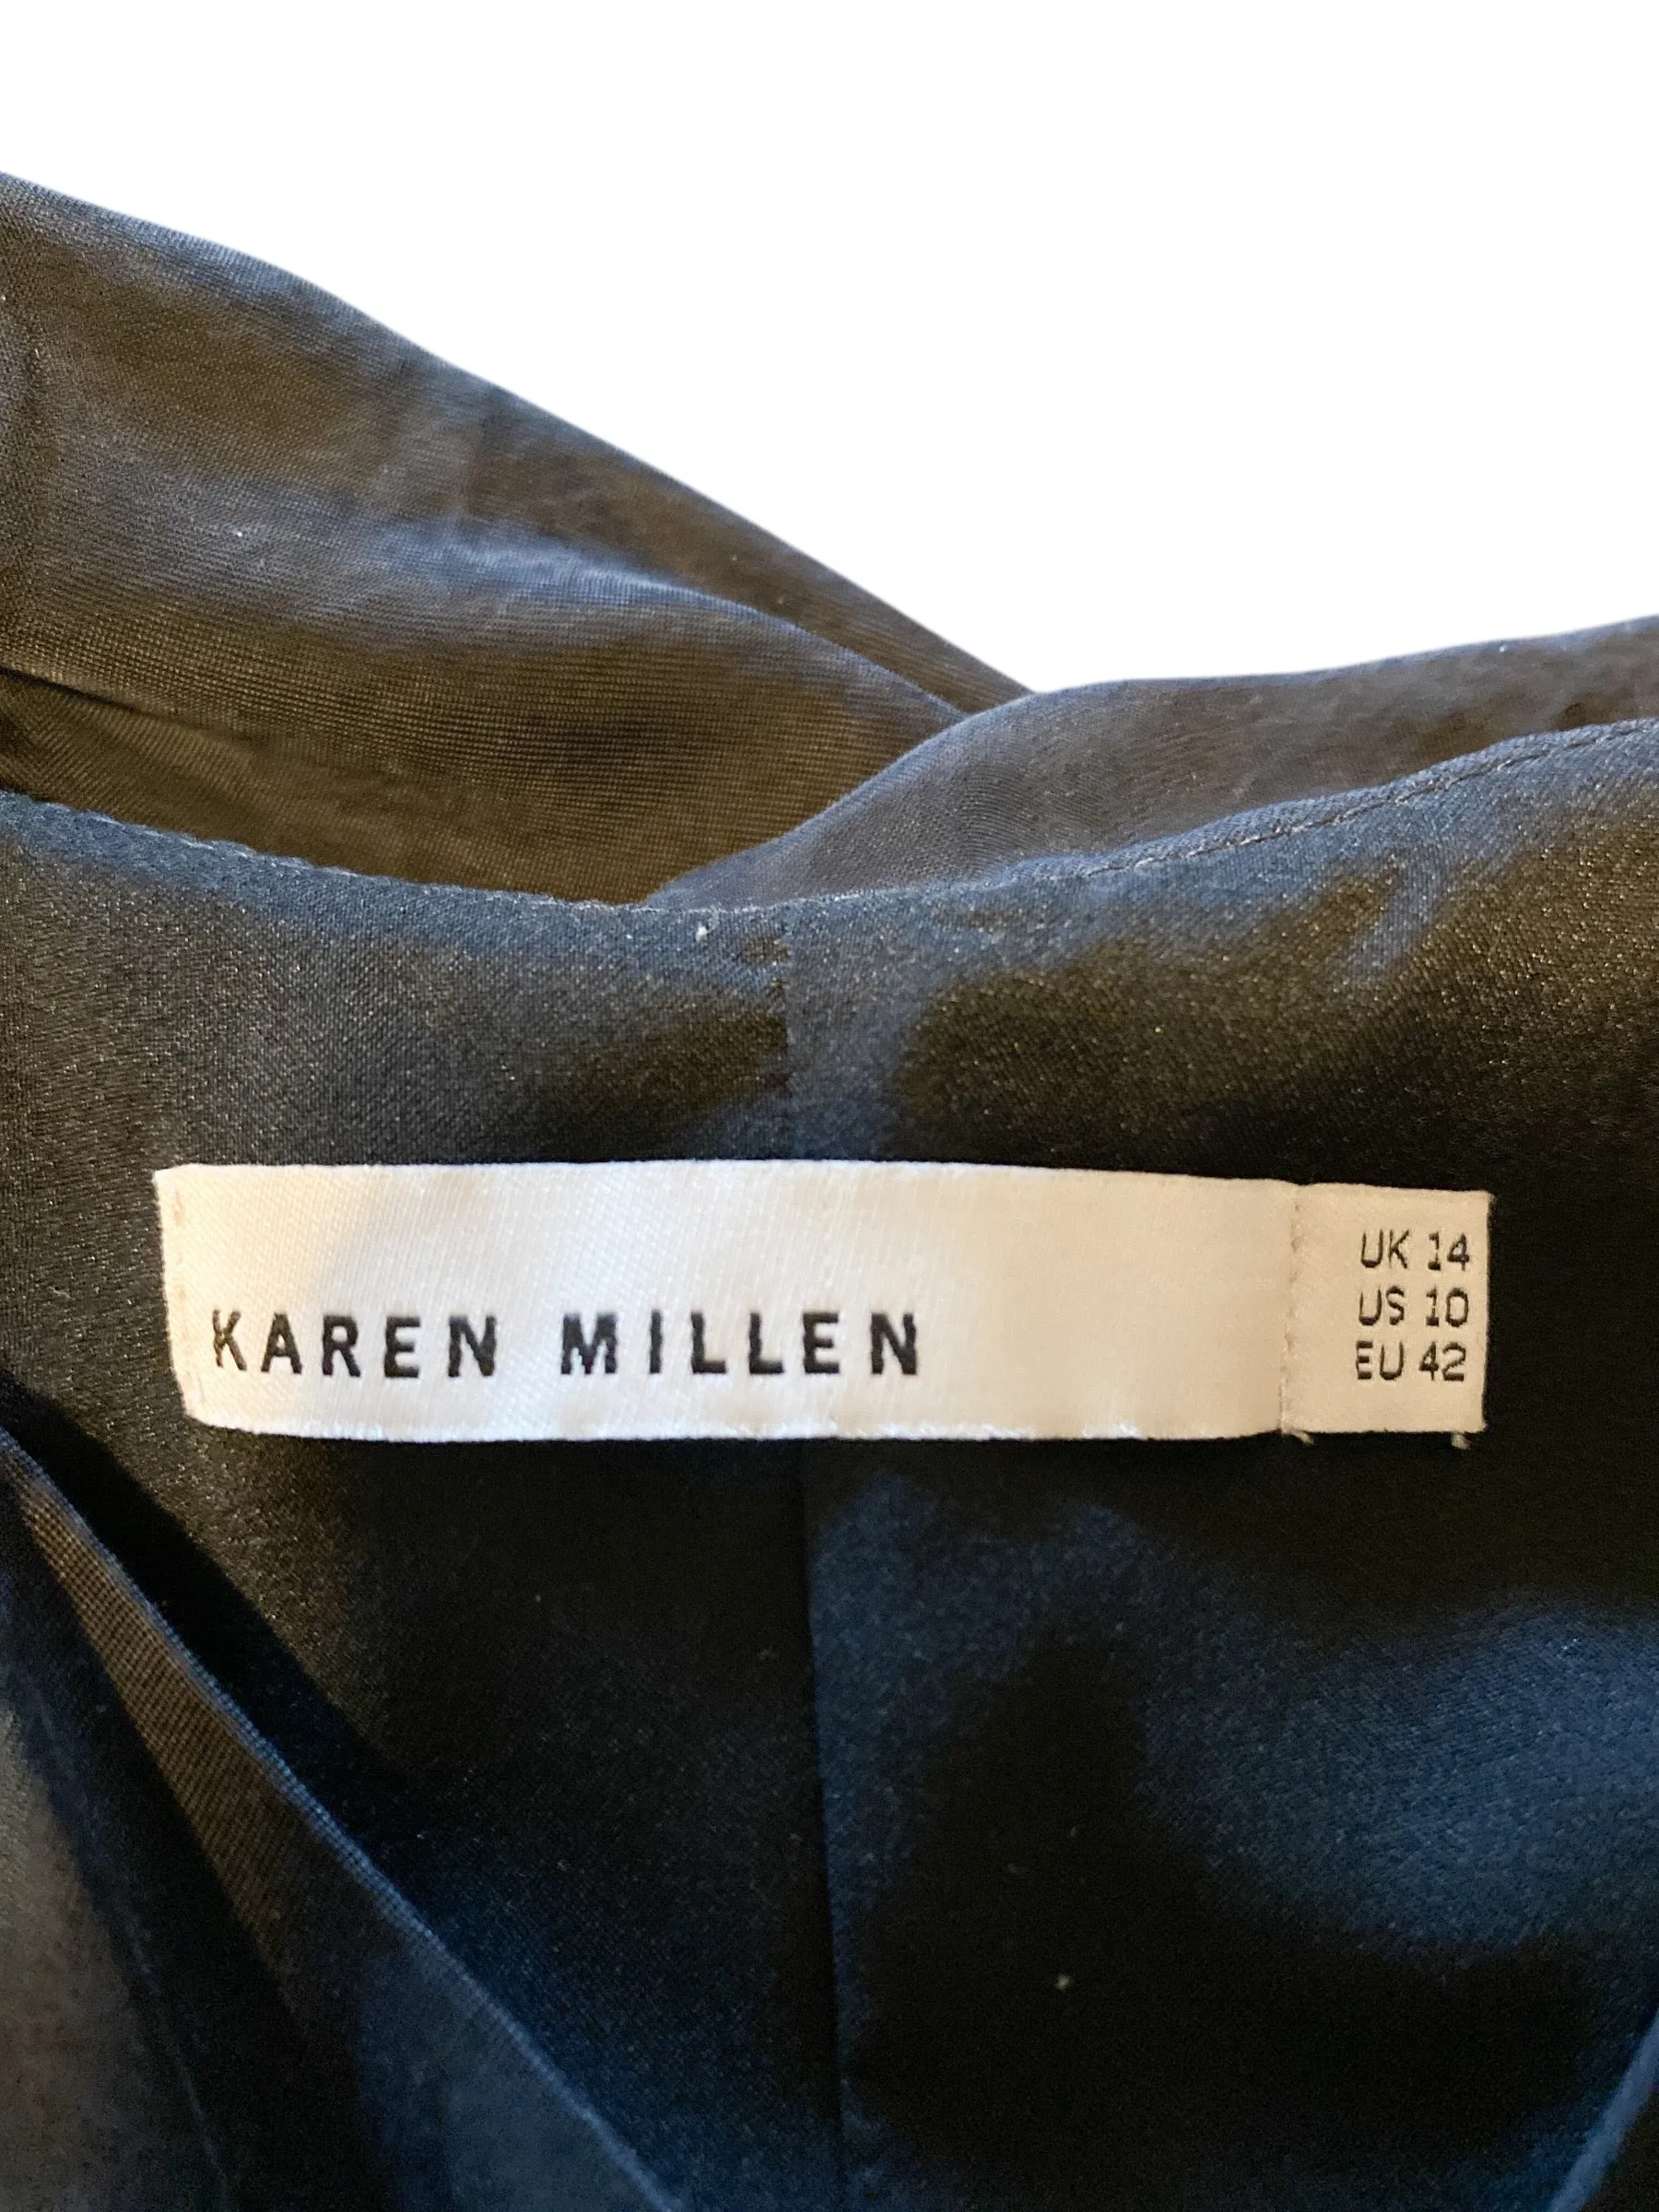 KAREN MILLEN
UK 14
US 10
EU 42